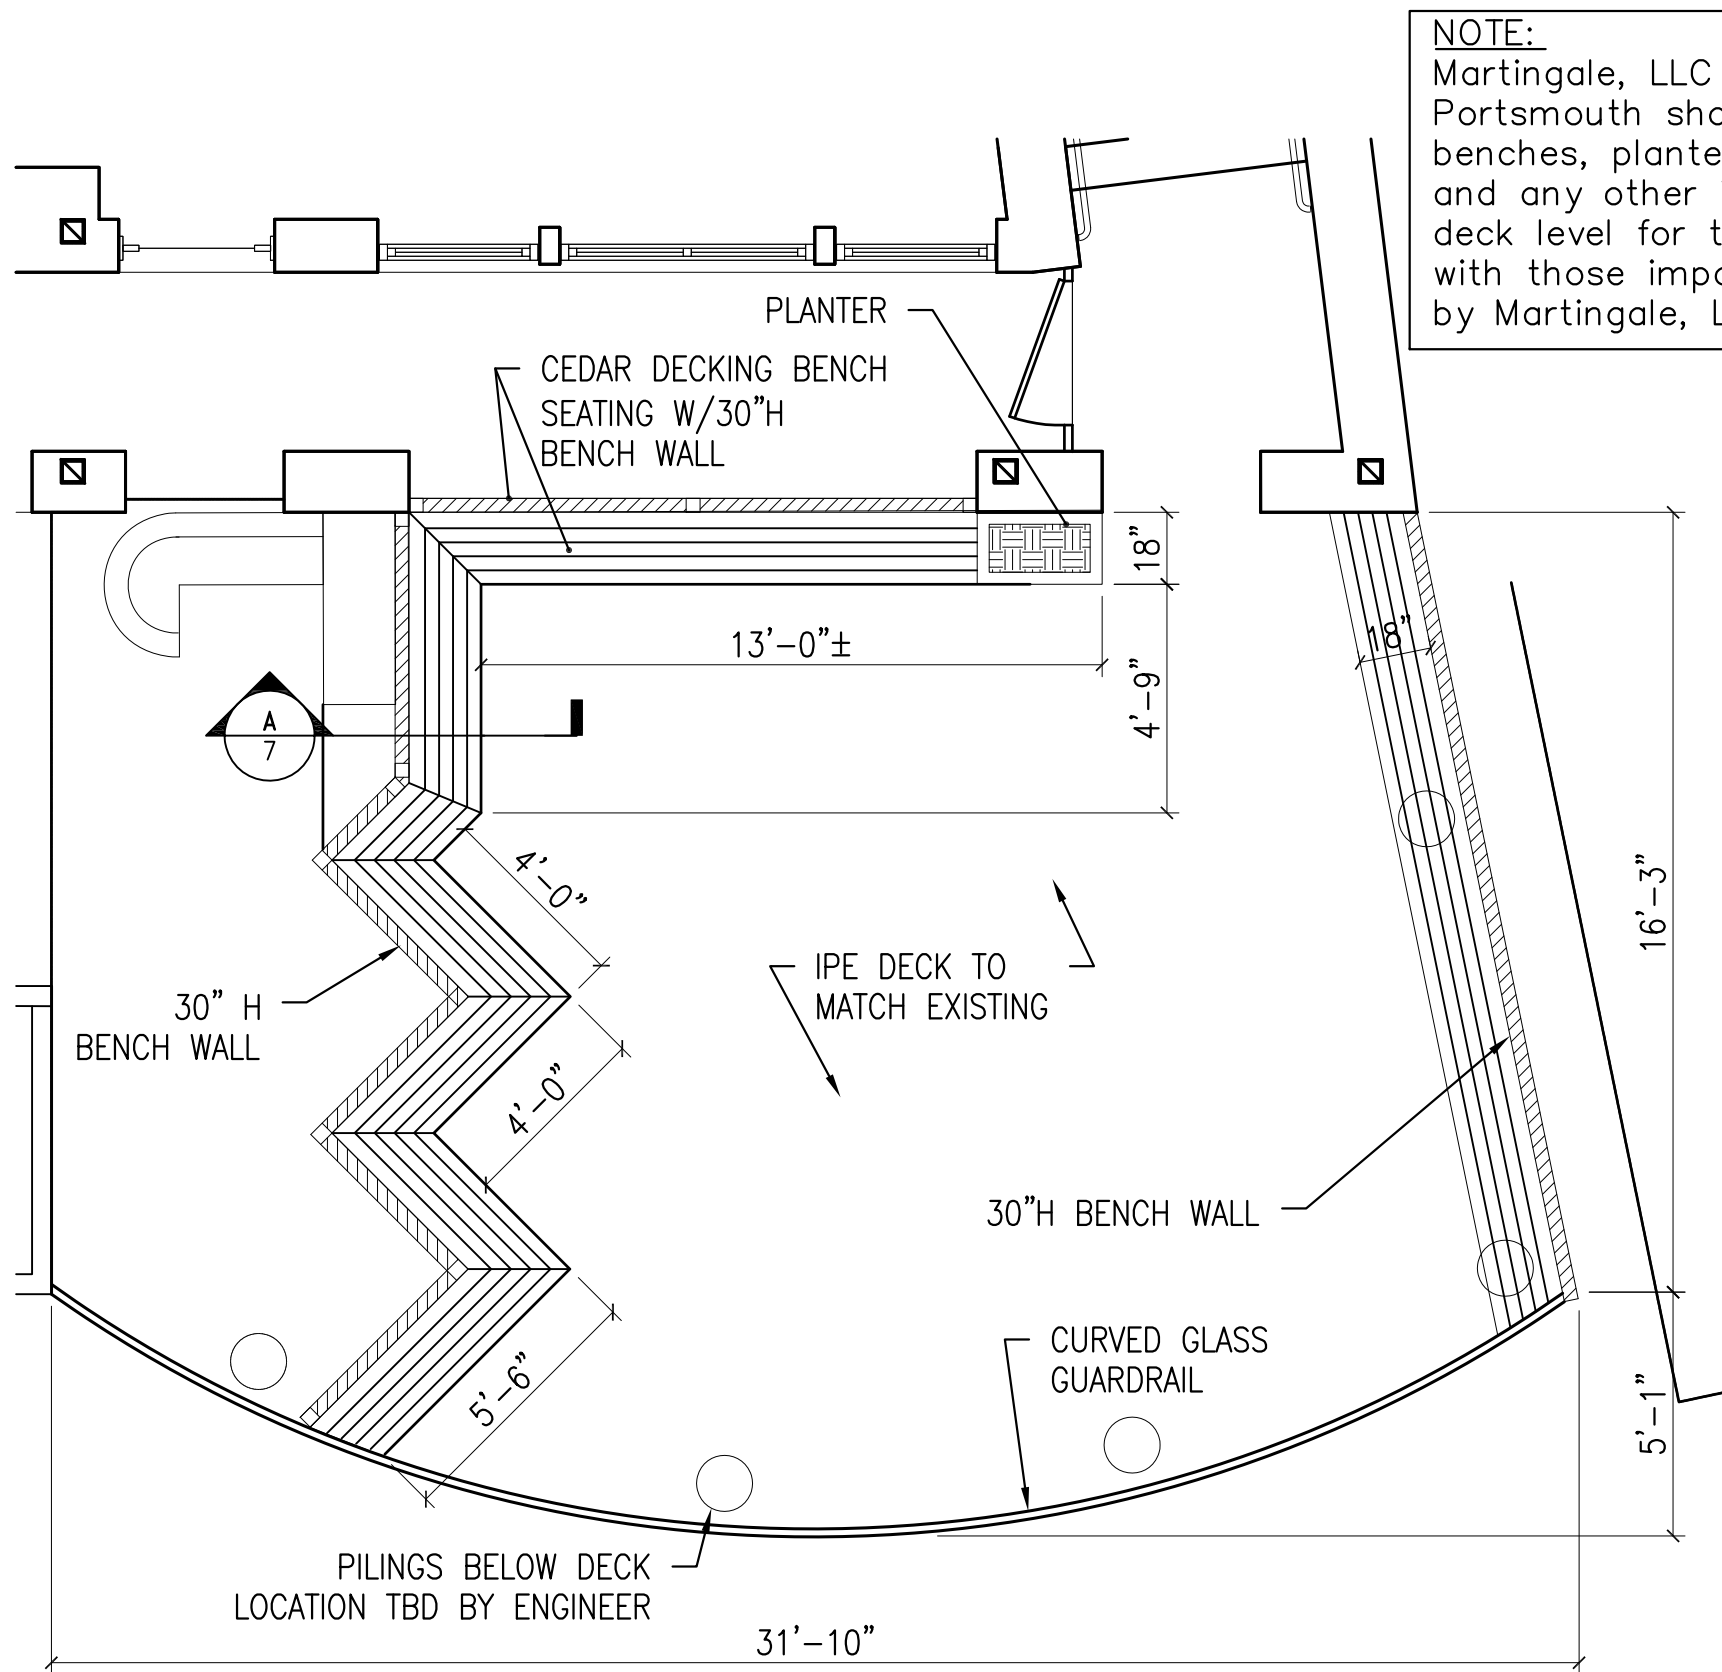 NOTE:
Martingale, LLC
Portsmouth
benches,
and any other
deck level for
with those
by Martingale,
PLANTER
CEDAR DECKING BENCH
SEATING W/30"H
BENCH WALL
18"
13'-0"±
18"
4'-9"
A
7
4'-0"
16'-3"
IPE DECK TO
MATCH EXISTING
30" H
BENCH WALL
4'-0"
30"H BENCH WALL
CURVED GLASS
GUARDRAIL
5'-6"
5'-1"
PILINGS BELOW DECK
LOCATION TBD BY ENGINEER
31'-10"